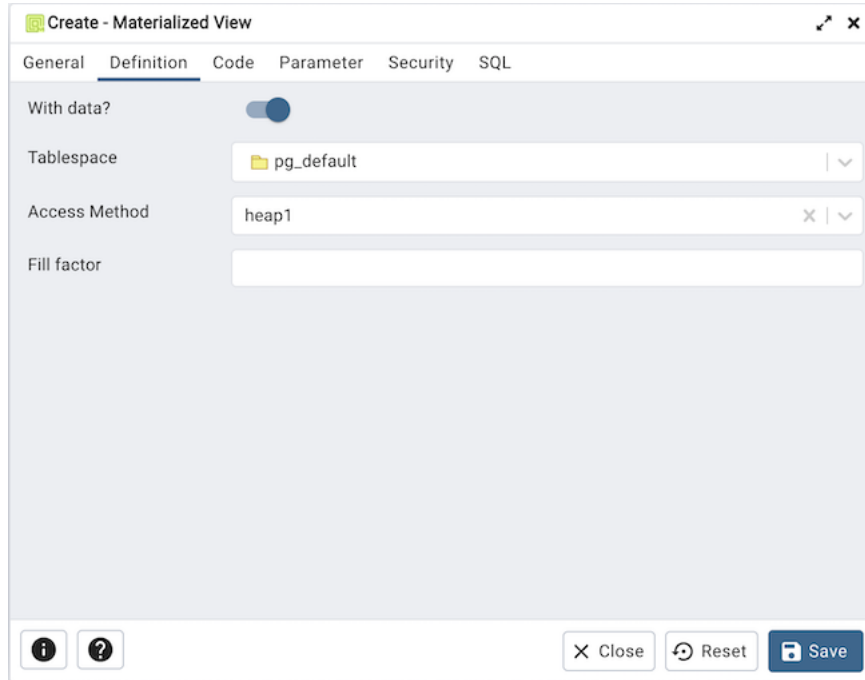 Create - Materialized View
General Definition Code Parameter Security SQL
With data?
Tablespace pg_default
Access Method heap1
Fill factor
Close Reset Save